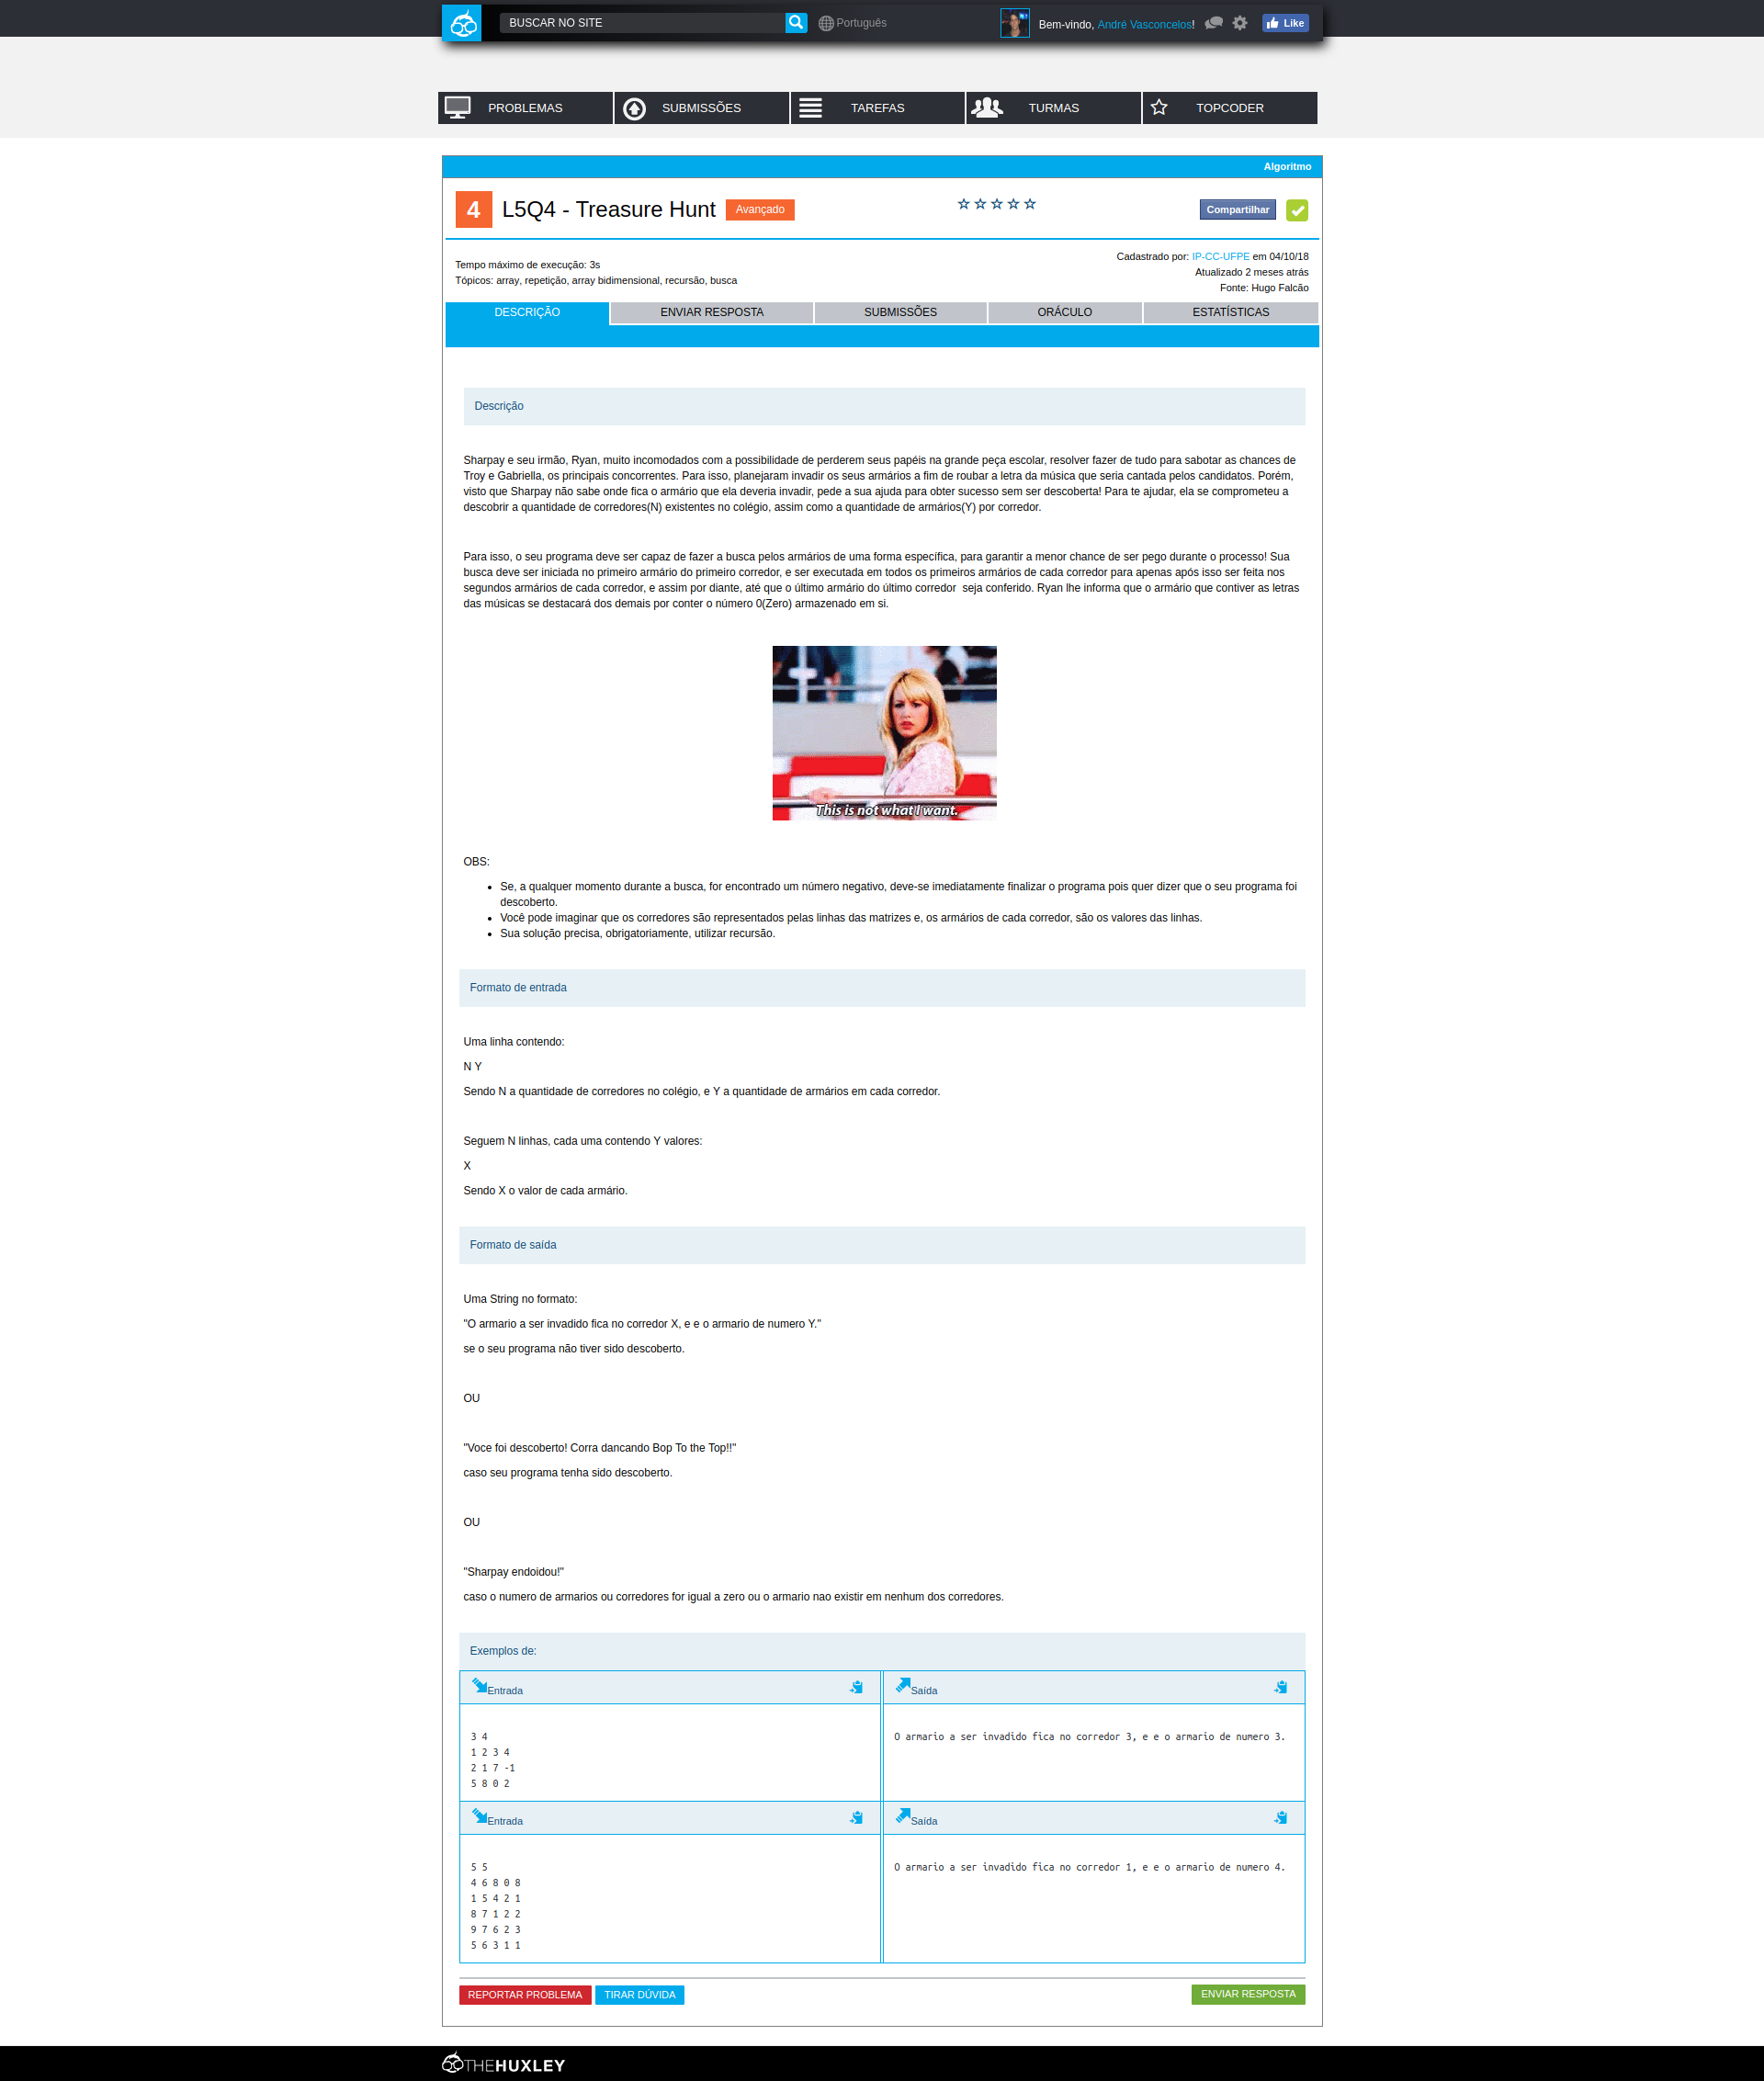 BUSCAR NO SITE
Português
Bem-vindo, André Vasconcelos!
Like
PROBLEMAS
SUBMISSÕES
TAREFAS
TURMAS
TOPCODER
Algoritmo
4
L5Q4 - Treasure Hunt
Avançado
☆☆☆☆☆
Compartilhar
Tempo máximo de execução: 3s
Tópicos: array, repetição, array bidimensional, recursão, busca
Cadastrado por: IP-CC-UFPE em 04/10/18
Atualizado 2 meses atrás
Fonte: Hugo Falcão
DESCRIÇÃO
ENVIAR RESPOSTA
SUBMISSÕES
ORÁCULO
ESTATÍSTICAS
Descrição
Sharpay e seu irmão, Ryan, muito incomodados com a possibilidade de perderem seus papéis na grande peça escolar, resolver fazer de tudo para sabotar as chances de
Troy e Gabriella, os principais concorrentes. Para isso, planejaram invadir os seus armários a fim de roubar a letra da música que seria cantada pelos candidatos. Porém,
visto que Sharpay não sabe onde fica o armário que ela deveria invadir, pede a sua ajuda para obter sucesso sem ser descoberta! Para te ajudar, ela se comprometeu a
descobrir a quantidade de corredores(N) existentes no colégio, assim como a quantidade de armários(Y) por corredor.
Para isso, o seu programa deve ser capaz de fazer a busca pelos armários de uma forma específica, para garantir a menor chance de ser pego durante o processo! Sua
busca deve ser iniciada no primeiro armário do primeiro corredor, e ser executada em todos os primeiros armários de cada corredor para apenas após isso ser feita nos
segundos armários de cada corredor, e assim por diante, até que o último armário do último corredor  seja conferido. Ryan lhe informa que o armário que contiver as letras
das músicas se destacará dos demais por conter o número 0(Zero) armazenado em si.
This is not what I want.
OBS:
• Se, a qualquer momento durante a busca, for encontrado um número negativo, deve-se imediatamente finalizar o programa pois quer dizer que o seu programa foi
descoberto.
• Você pode imaginar que os corredores são representados pelas linhas das matrizes e, os armários de cada corredor, são os valores das linhas.
• Sua solução precisa, obrigatoriamente, utilizar recursão.
Formato de entrada
Uma linha contendo:
N Y
Sendo N a quantidade de corredores no colégio, e Y a quantidade de armários em cada corredor.
Seguem N linhas, cada uma contendo Y valores:
X
Sendo X o valor de cada armário.
Formato de saída
Uma String no formato:
"O armario a ser invadido fica no corredor X, e e o armario de numero Y."
se o seu programa não tiver sido descoberto.
OU
"Voce foi descoberto! Corra dancando Bop To the Top!!"
caso seu programa tenha sido descoberto.
OU
"Sharpay endoidou!"
caso o numero de armarios ou corredores for igual a zero ou o armario nao existir em nenhum dos corredores.
Exemplos de:
Entrada
Saída
3 4
1 2 3 4
2 1 7 -1
5 8 0 2
O armario a ser invadido fica no corredor 3, e e o armario de numero 3.
Entrada
Saída
5 5
4 6 8 0 8
1 5 4 2 1
8 7 1 2 2
9 7 6 2 3
5 6 3 1 1
O armario a ser invadido fica no corredor 1, e e o armario de numero 4.
REPORTAR PROBLEMA
TIRAR DÚVIDA
ENVIAR RESPOSTA
THEHUXLEY